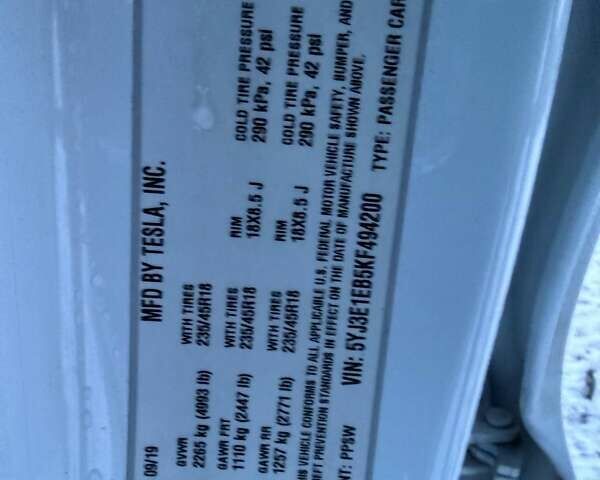 09/19 MFD BY TESLA, INC.
GVWR
2265 kg (4993 lb)
GAWR FRT WITH TIRES RIM COLD TIRE PRESSURE
1110 kg (2447 lb) 235/45R18 18X8.5 J 290 kPa, 42 psi
GAWR RR WITH TIRES RIM COLD TIRE PRESSURE
1257 kg (2771 lb) 235/45R18 18X8.5 J 290 kPa, 42 psi
WITH TIRES
235/45R18
VEHICLE CONFORMS TO ALL APPLICABLE U.S. FEDERAL MOTOR VEHICLE SAFETY, BUMPER, AND
PREVENTION STANDARDS IN EFFECT ON THE DATE OF MANUFACTURE SHOWN ABOVE.
PPSW VIN: 5YJ3E1EB5KF494200 TYPE: PASSENGER CAR